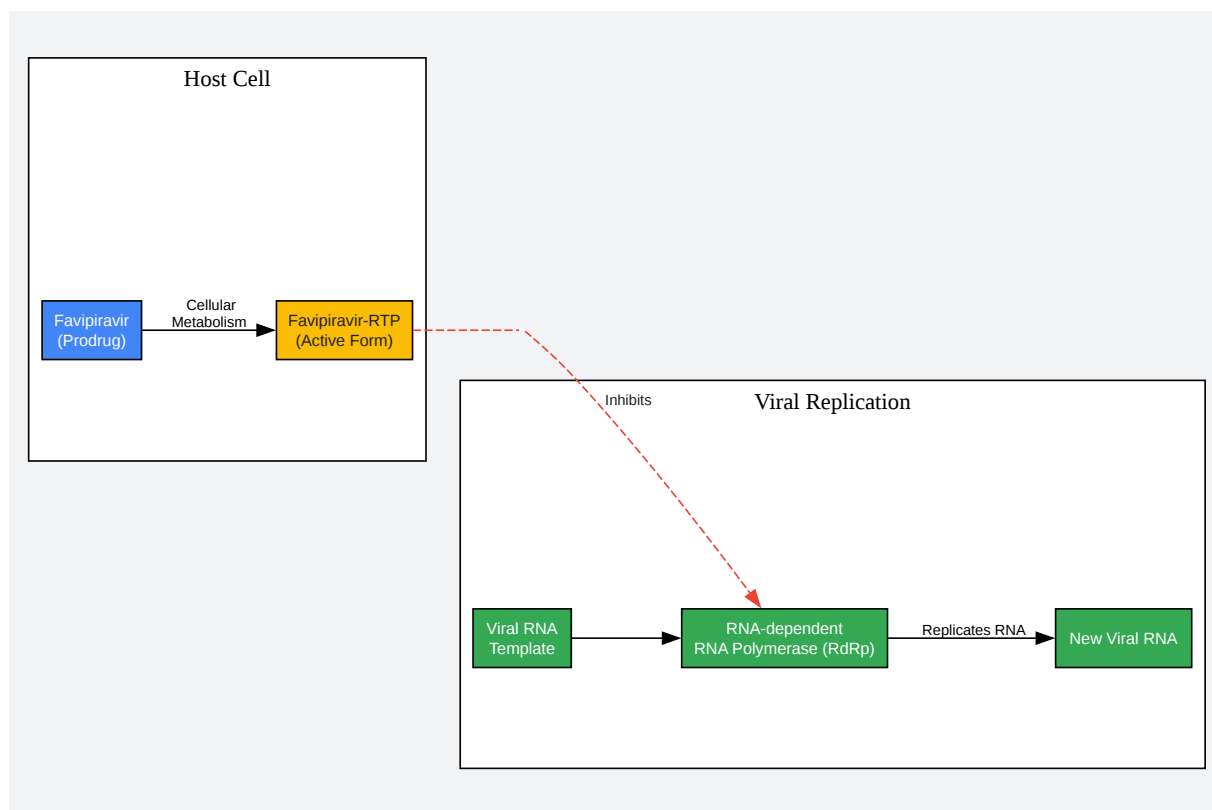 Host Cell
Favipiravir
(Prodrug)
Cellular
Metabolism
Favipiravir-RTP
(Active Form)
Inhibits
Viral Replication
Viral RNA
Template
RNA-dependent
RNA Polymerase (RdRp)
Replicates RNA
New Viral RNA